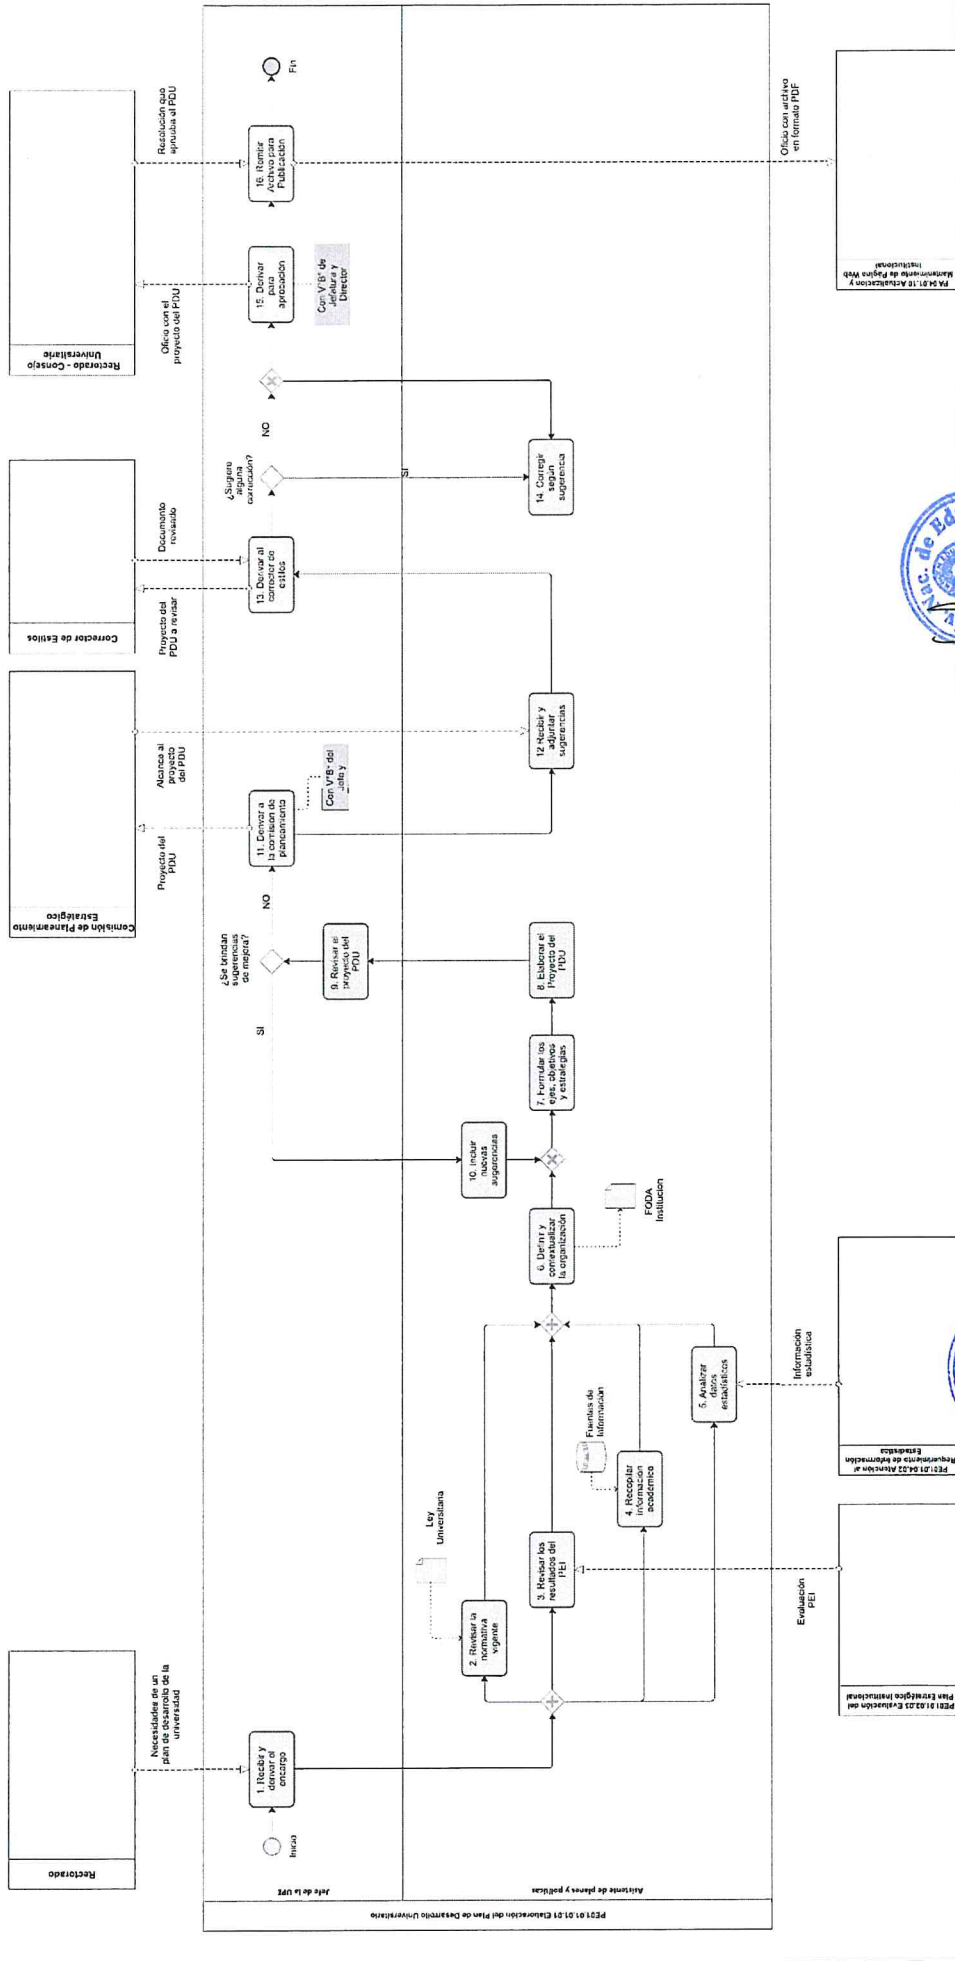 PE01.01.01.01 Elaboración del Plan de Desarrollo Universitario
Jefe de la UPE
Asistente de planes y políticas
Rectorado
Necesidades de un
plan de desarrollo de la
universidad
Inicio
1. Recibir y
derivar el
encargo
2. Revisar la
normativa
vigente
Ley
Universitaria
3. Revisar los
resultados del
PEI
4. Recopilar
información
académica
Fuentes de
Información
5. Analizar
datos
estadísticos
Evaluación
PEI
PE01.01.03.03 Evaluación del
Plan Estratégico Institucional
Información
estadística
PE01.01.04.02 Atención al
Requerimiento de Información
Estadística
6. Definir y
contextualizar
la organización
FODA
Institucion
10. Incluir
nuevas
sugerencias
7. Formular los
ejes, objetivos
y estrategias
8. Elaborar el
Proyecto del
PDU
9. Revisar el
proyecto del
PDU
¿Se brindan
sugerencias
de mejora?
SI
NO
11. Derivar a
la comisión de
planeamiento
Con V°B° del
Jefe y
Proyecto del
PDU
Alcance al
proyecto
del PDU
Comisión de Planeamiento
Estratégico
12 Recibir y
adjuntar
sugerencias
13. Derivar al
corrector de
estilos
Proyecto del
PDU a revisar
Documento
revisado
Corrector de Estilos
¿Sugiere
alguna
corrección?
SI
NO
14. Corregir
según
sugerencia
15. Derivar
para
aprobación
Con V°B° de
Jefatura y
Director
Oficio con el
proyecto del PDU
Resolución que
aprueba el PDU
Rectorado - Consejo
Universitario
16. Remitir
Archivo para
Publicación
Fin
Oficio con archivo
en formato PDF
PA 04.01.10 Actualización y
Mantenimiento de Página Web
Institucional
Nac. de Ed